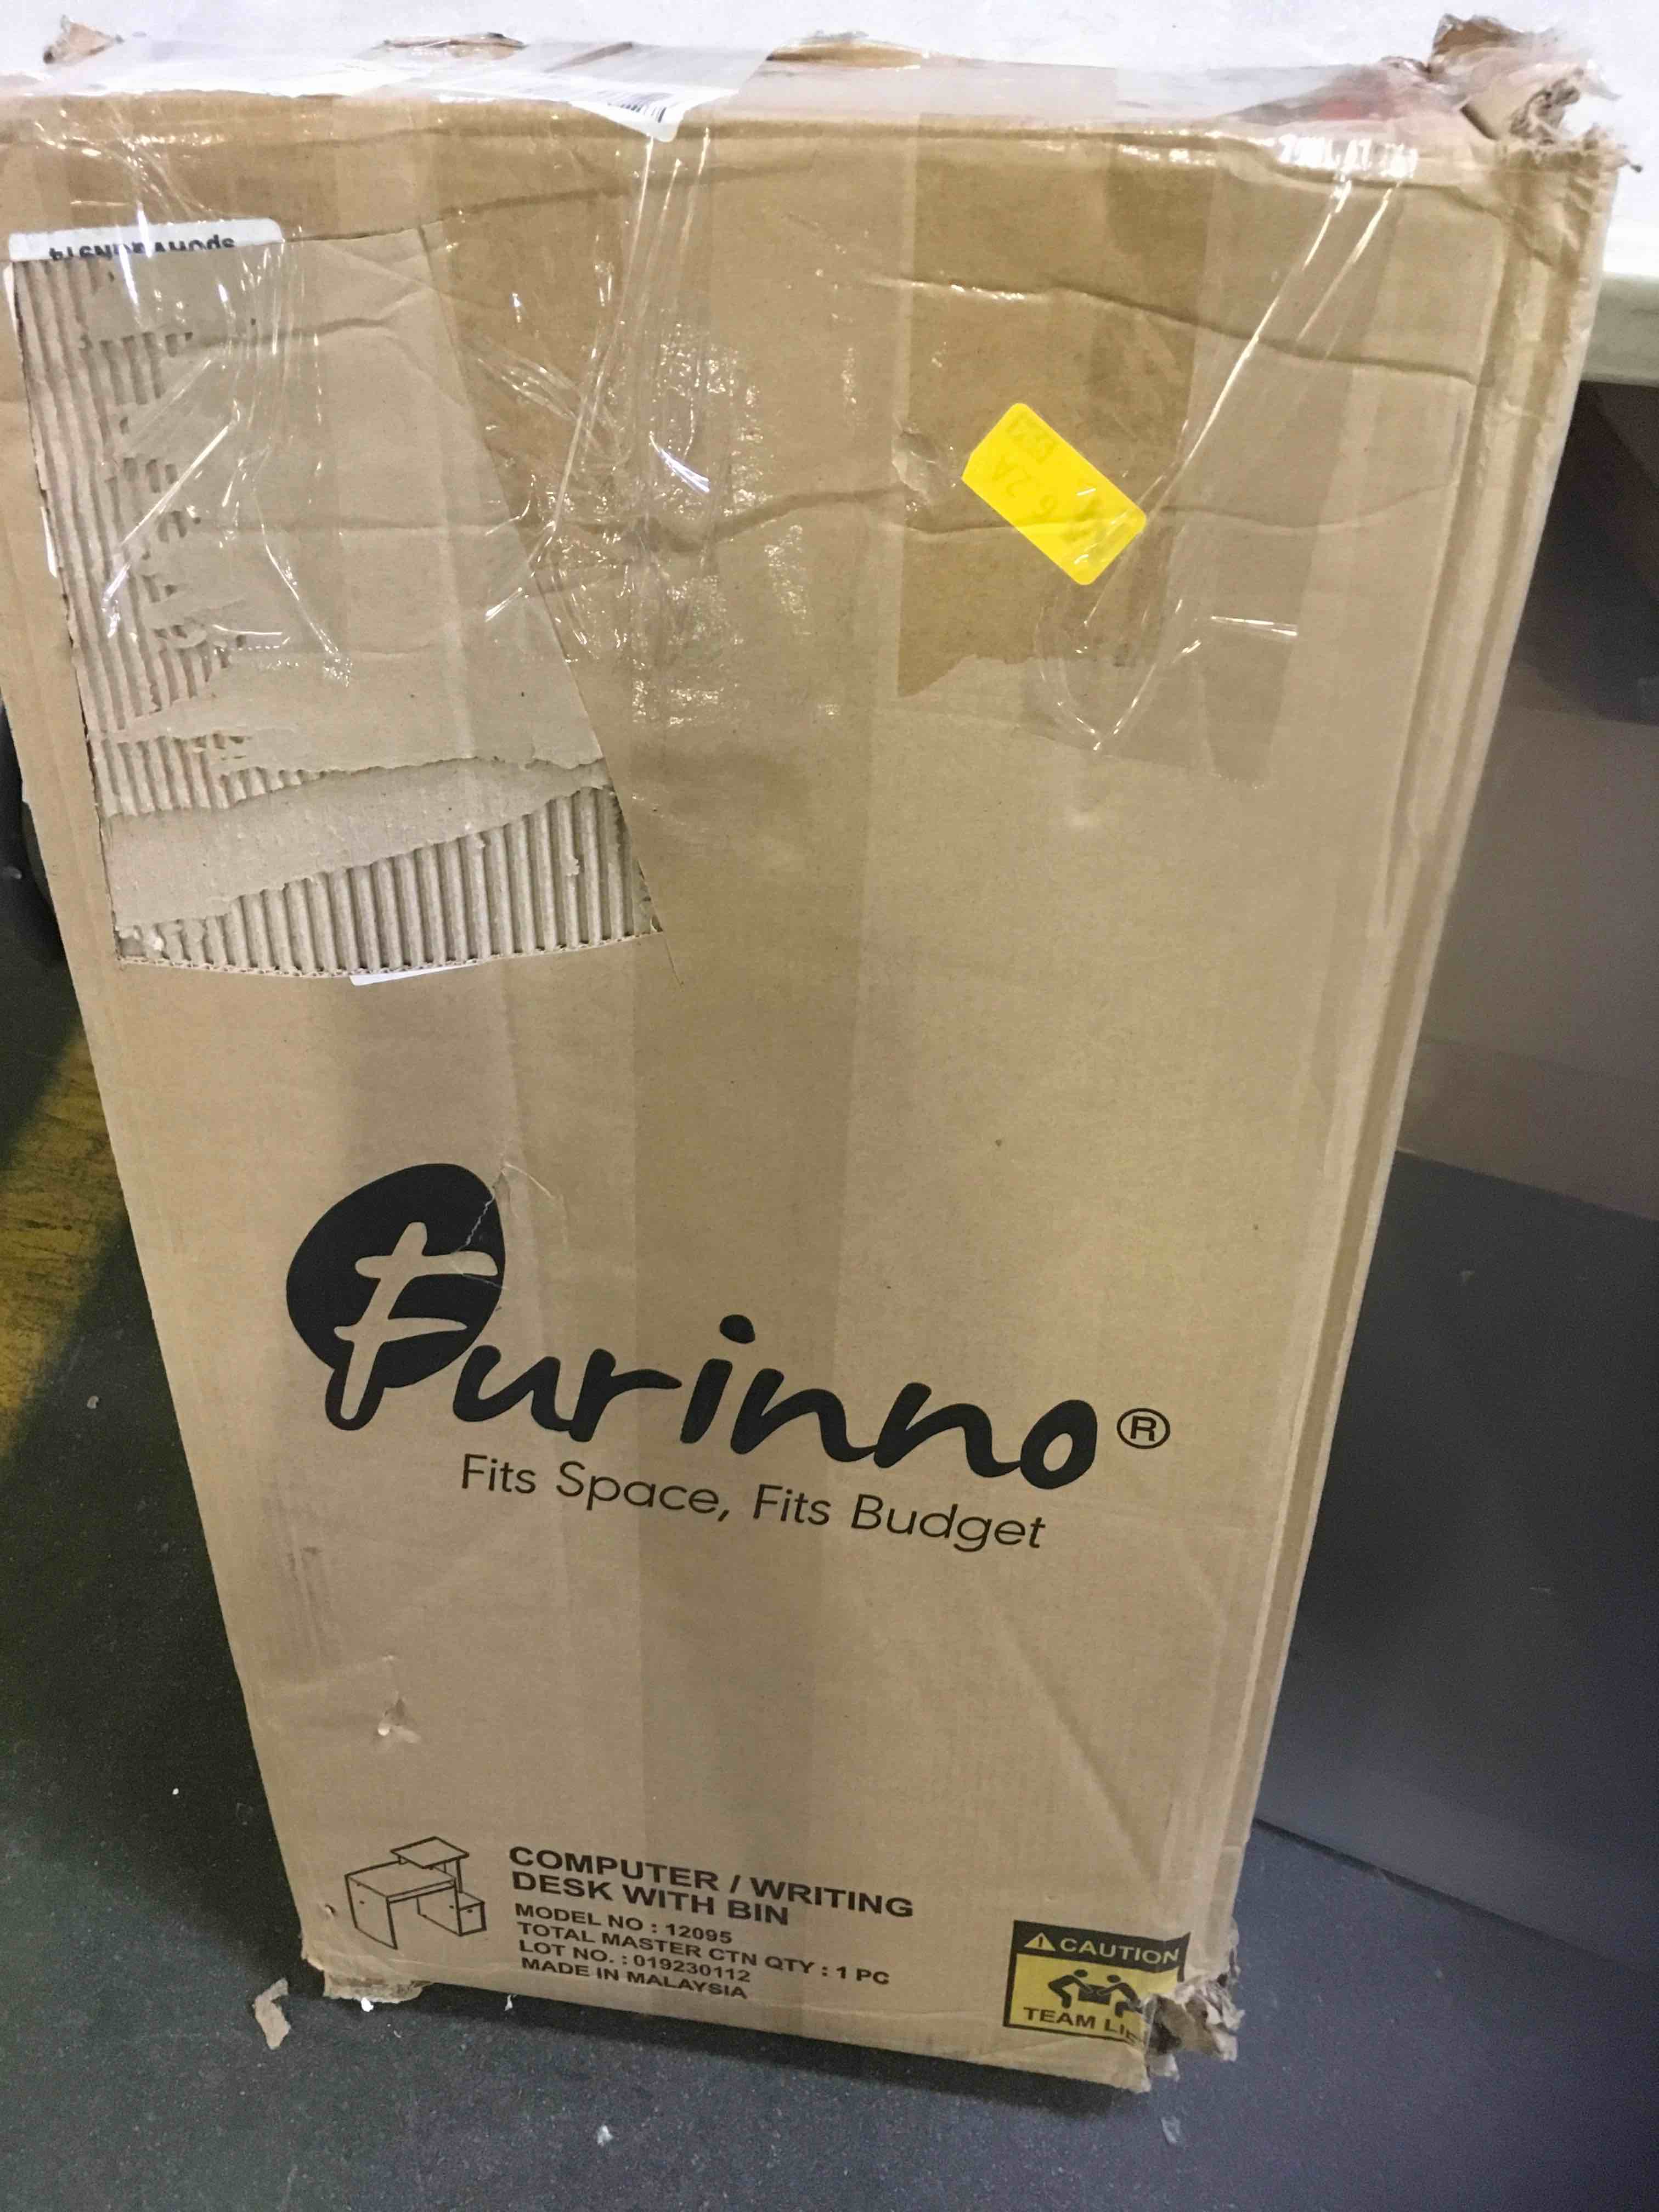 Furinno®
Fits Space, Fits Budget
COMPUTER / WRITING
DESK WITH BIN
MODEL NO : 12095
TOTAL MASTER CTN QTY : 1 PC
LOT NO. : 019230112
MADE IN MALAYSIA
CAUTION
TEAM